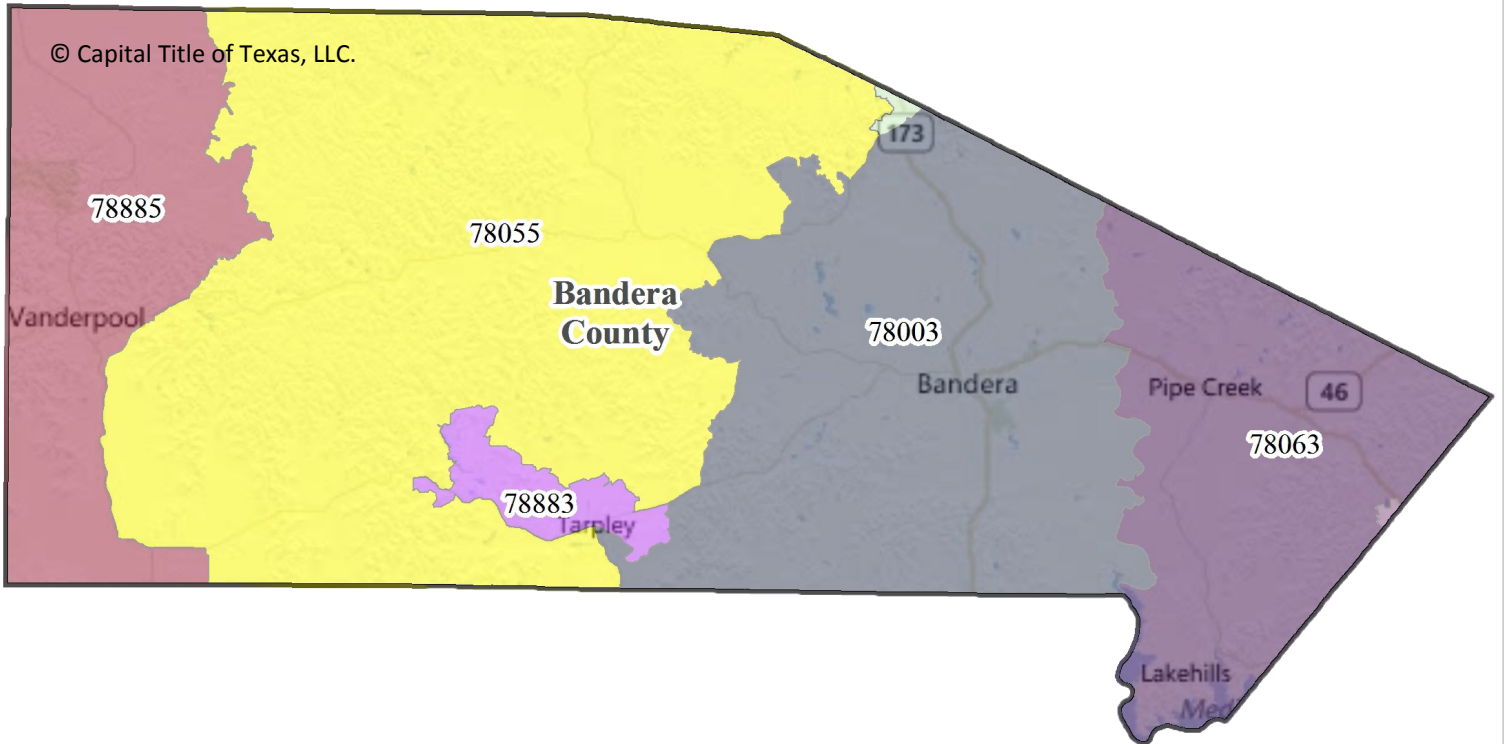 © Capital Title of Texas, LLC.
173
78885
78055
Bandera
County
Vanderpool
78003
Bandera
Pipe Creek
46
78063
78883
Tarpley
Lakehills
Med